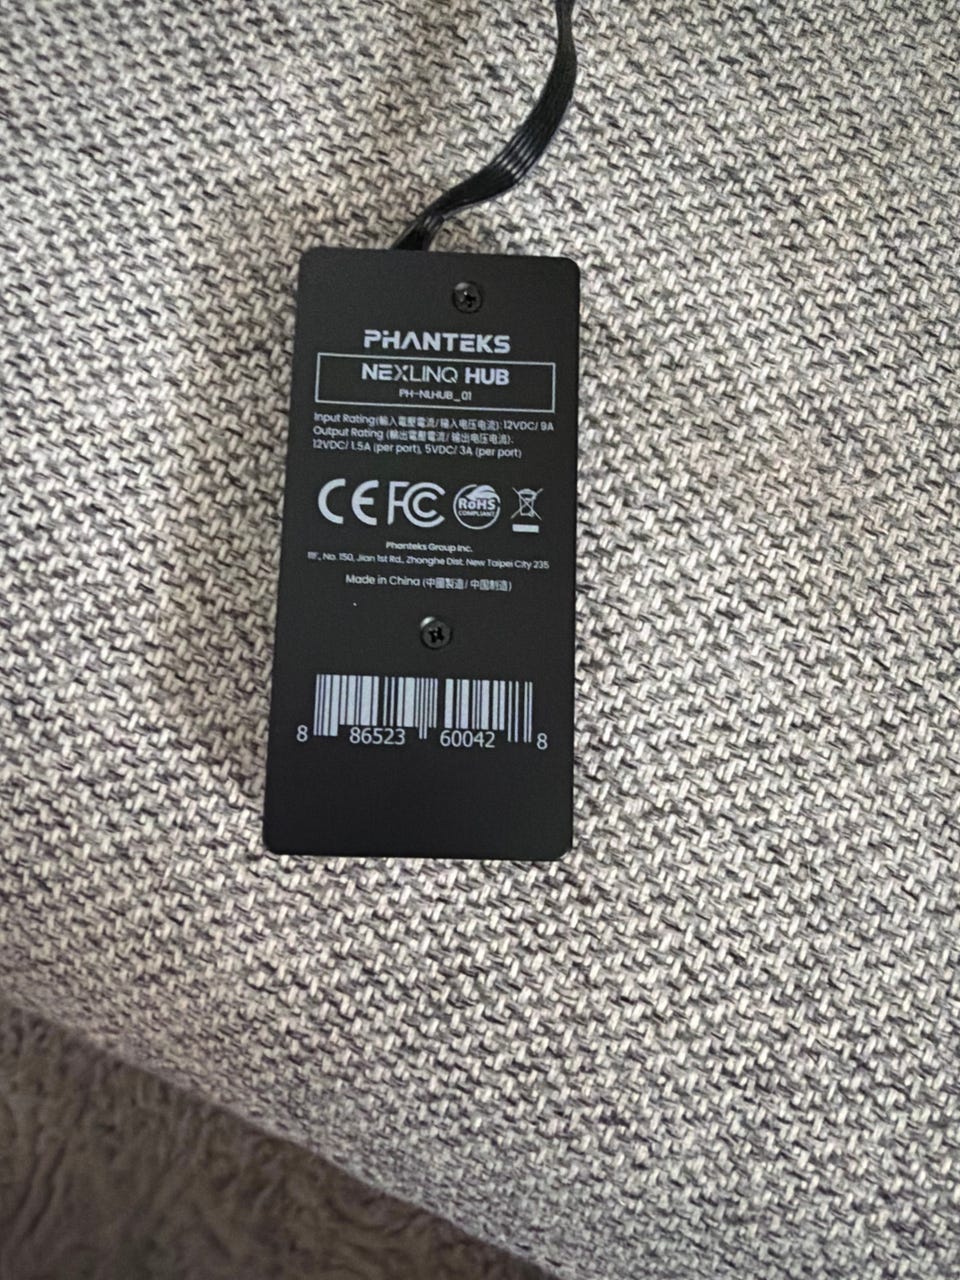 PHANTEKS
NEXLINQ HUB
PH-NLHUB_01
Input Rating(輸入電壓電流/输入电压电流): 12VDC/ 9A
Output Rating (輸出電壓電流/ 输出电压电流):
12VDC/ 1.5A (per port), 5VDC/ 3A (per port)
CE FC RoHS
COMPLIANT
Phanteks Group Inc.
11F., No. 150, Jian 1st Rd., Zhonghe Dist. New Taipei City 235
Made in China (中國製造/ 中国制造)
8 86523 60042 8